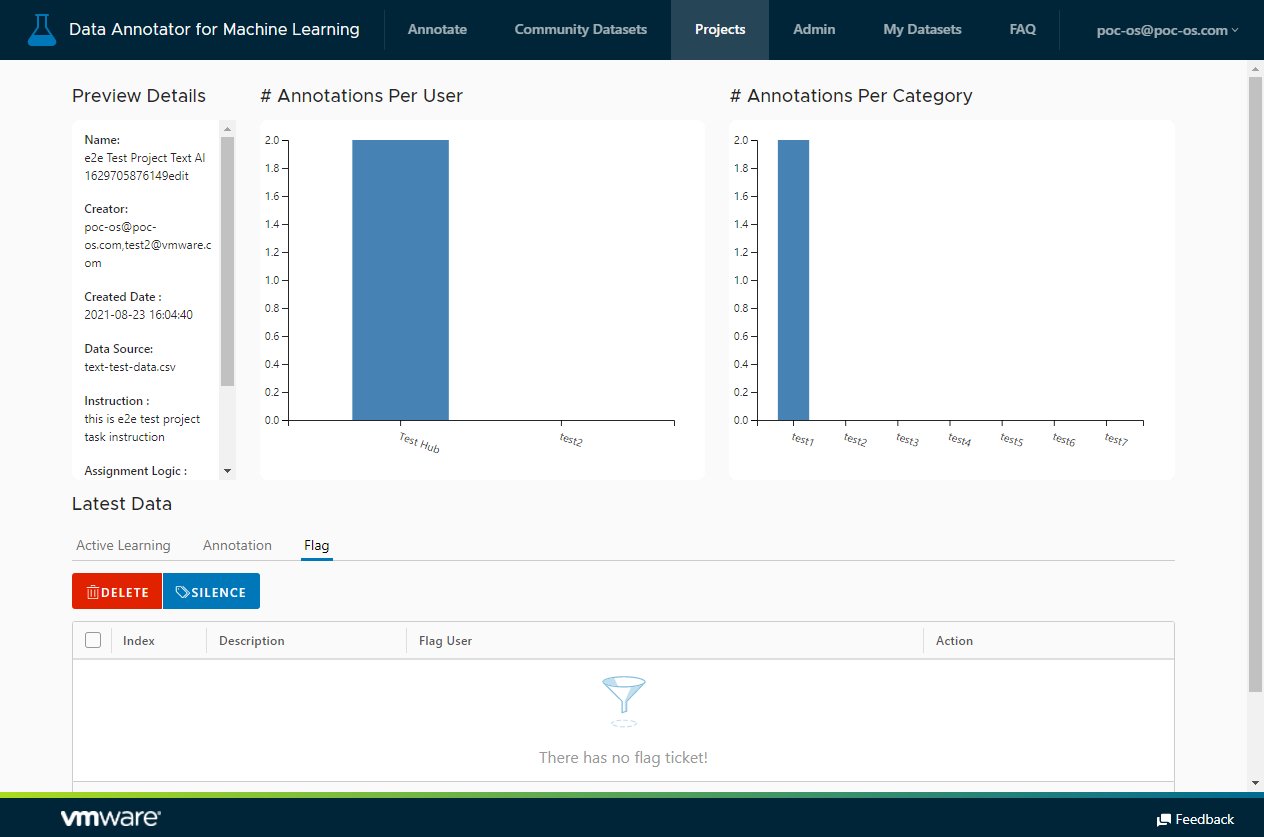 Data Annotator for Machine Learning
Annotate
Community Datasets
Projects
Admin
My Datasets
FAQ
poc-os@poc-os.com
Preview Details
# Annotations Per User
# Annotations Per Category
Name:
e2e Test Project Text Al
1629705876149edit
Creator:
poc-os@poc-
os.com,test2@vmware.c
om
Created Date :
2021-08-23 16:04:40
Data Source:
text-test-data.csv
Instruction :
this is e2e test project
task instruction
Assignment Logic :
2.0
1.8
1.6
1.4
1.2
1.0
0.8
0.6
0.4
0.2
0.0
Test Hub
test2
2.0
1.8
1.6
1.4
1.2
1.0
0.8
0.6
0.4
0.2
0.0
test1
test2
test3
test4
test5
test6
test7
Latest Data
Active Learning
Annotation
Flag
DELETE
SILENCE
Index
Description
Flag User
Action
There has no flag ticket!
vmware®
Feedback